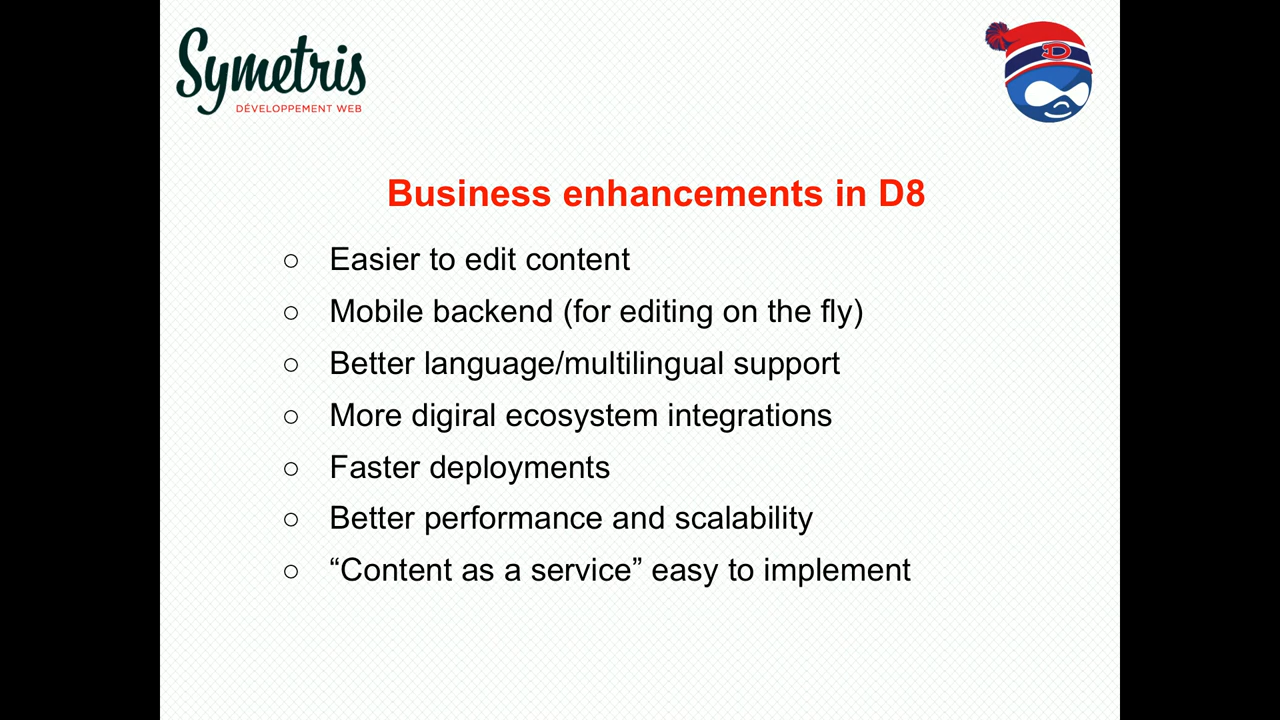 Symetris
DÉVELOPPEMENT WEB
D
Business enhancements in D8
○ Easier to edit content
○ Mobile backend (for editing on the fly)
○ Better language/multilingual support
○ More digiral ecosystem integrations
○ Faster deployments
○ Better performance and scalability
○ “Content as a service” easy to implement